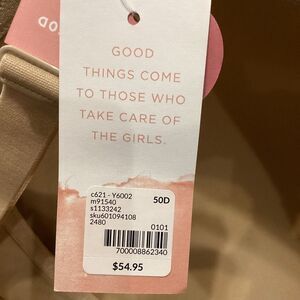 GOOD
THINGS COME
TO THOSE WHO
TAKE CARE OF
THE GIRLS.
c621 - Y6002
m91540
s1133242
sku601094108
2480
50D
0101
700008862340
$54.95